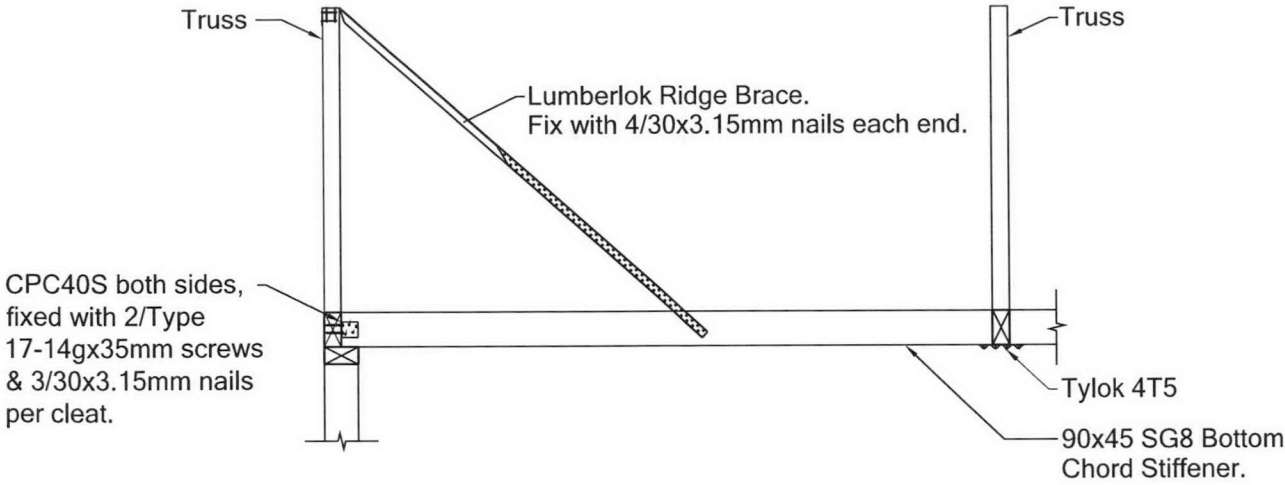 Truss
Truss
Lumberlok Ridge Brace.
Fix with 4/30x3.15mm nails each end.
CPC40S both sides,
fixed with 2/Type
17-14gx35mm screws
& 3/30x3.15mm nails
per cleat.
Tylok 4T5
90x45 SG8 Bottom
Chord Stiffener.